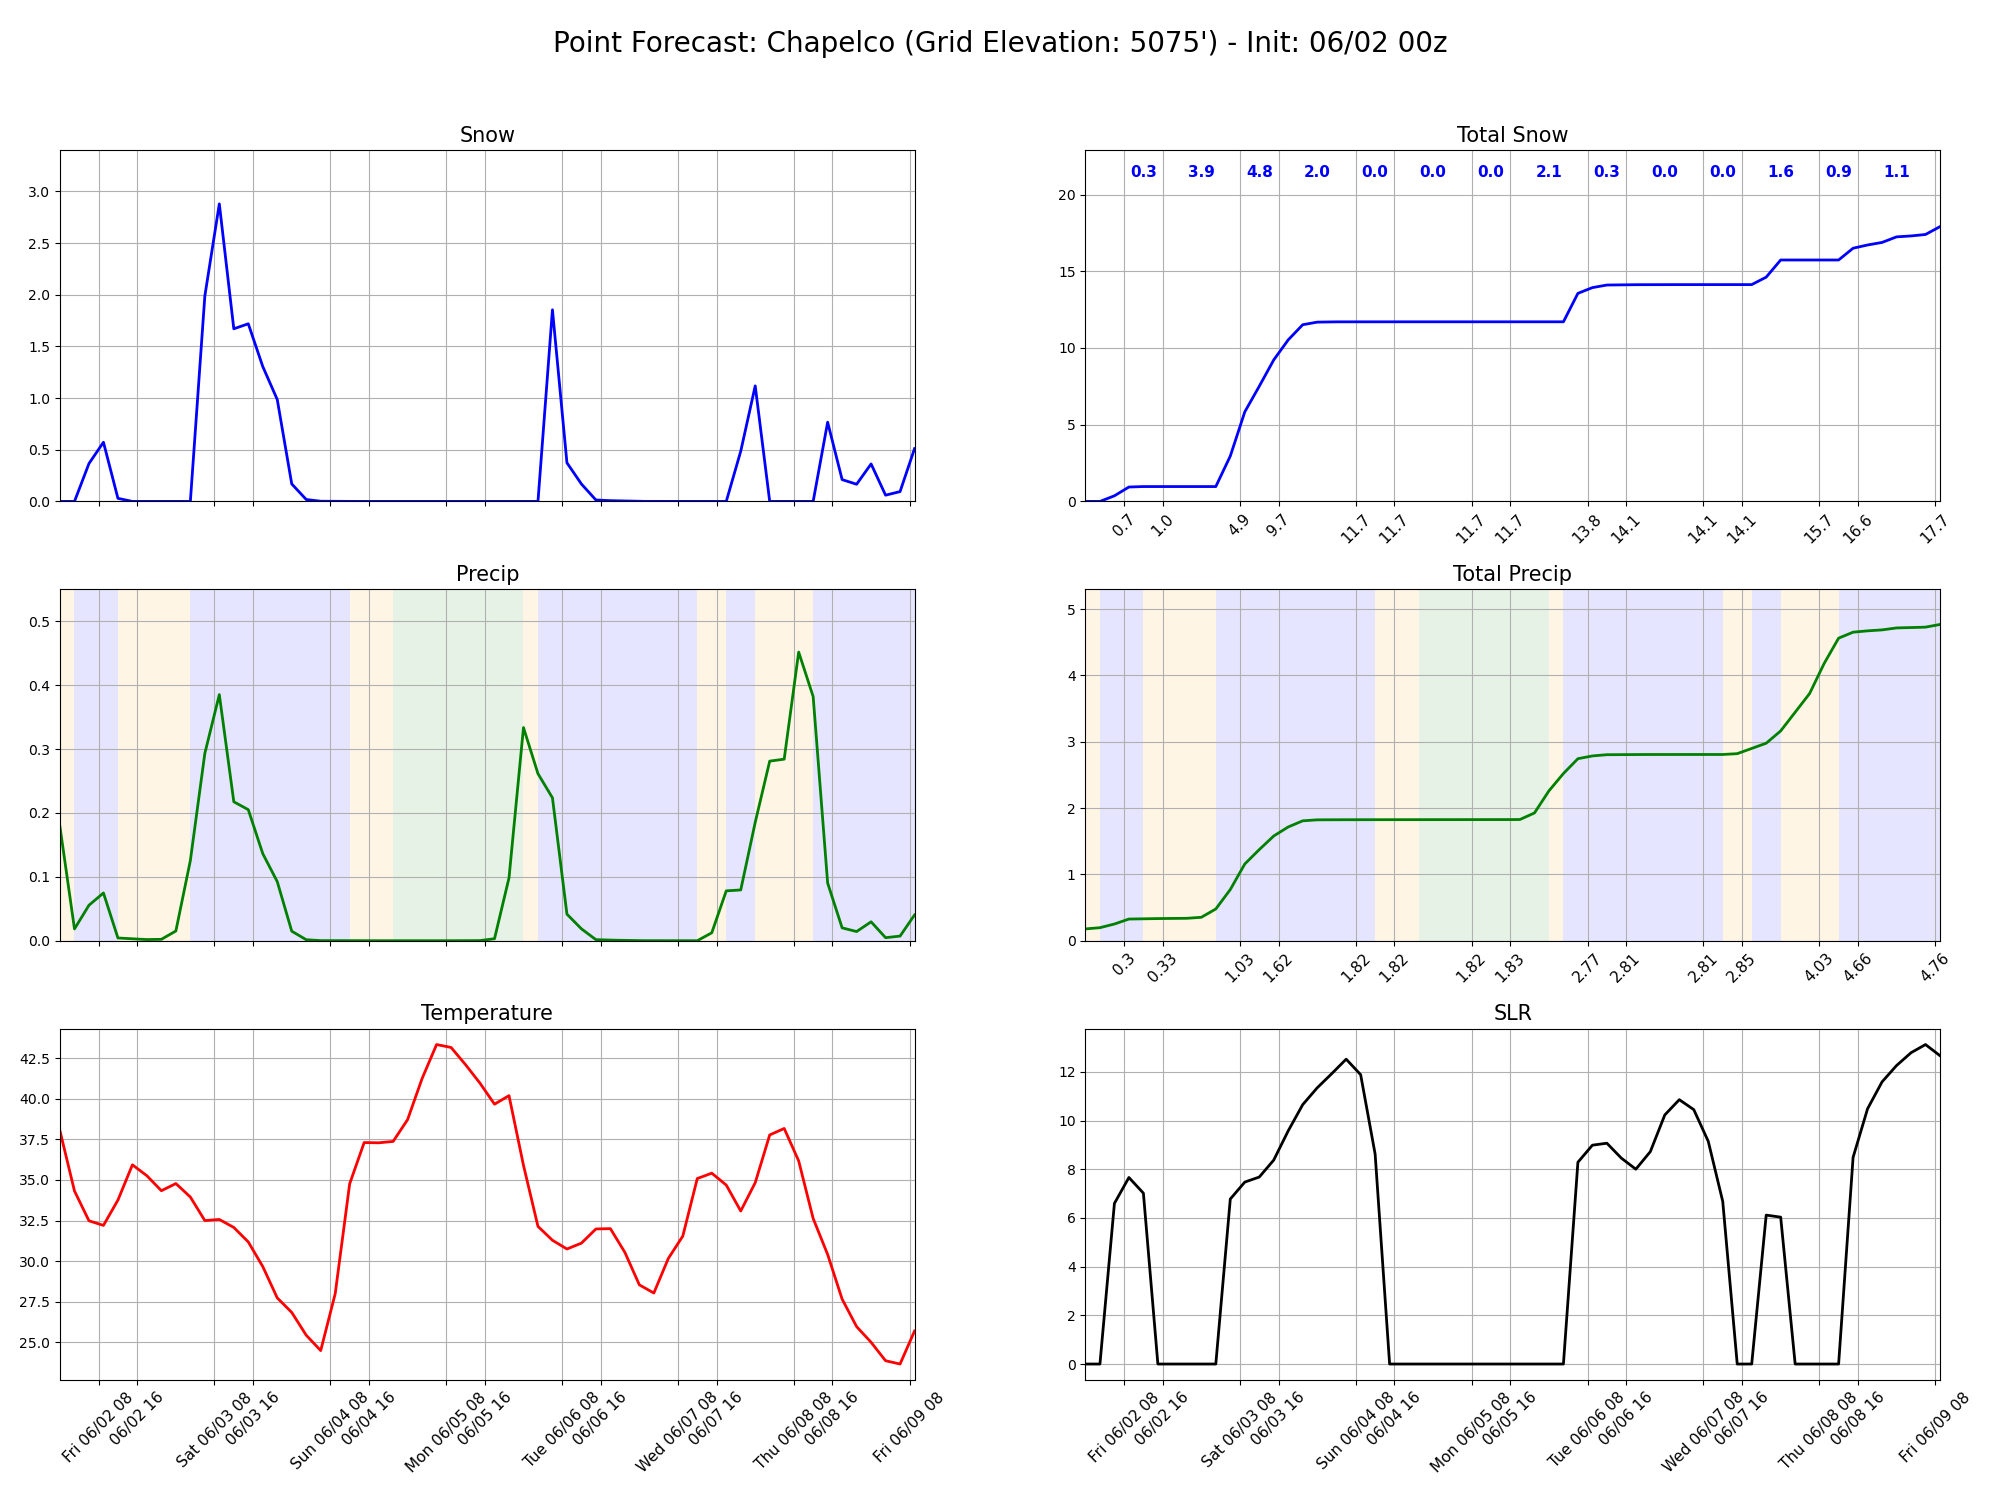 Point Forecast: Chapelco (Grid Elevation: 5075') - Init: 06/02 00z
Snow
3.0
2.5
2.0
1.5
1.0
0.5
0.0
Total Snow
0.3 3.9 4.8 2.0 0.0 0.0 0.0 2.1 0.3 0.0 0.0 1.6 0.9 1.1
20
15
10
5
0
0.7 1.0 4.9 9.7 11.7 11.7 11.7 11.7 13.8 14.1 14.1 14.1 15.7 16.6 17.7
Precip
0.5
0.4
0.3
0.2
0.1
0.0
Total Precip
5
4
3
2
1
0
0.3 0.33 1.03 1.62 1.82 1.82 1.82 1.83 2.77 2.81 2.81 2.85 4.03 4.66 4.76
Temperature
42.5
40.0
37.5
35.0
32.5
30.0
27.5
25.0
Fri 06/02 08
06/02 16
Sat 06/03 08
06/03 16
Sun 06/04 08
06/04 16
Mon 06/05 08
06/05 16
Tue 06/06 08
06/06 16
Wed 06/07 08
06/07 16
Thu 06/08 08
06/08 16
Fri 06/09 08
SLR
12
10
8
6
4
2
0
Fri 06/02 08
06/02 16
Sat 06/03 08
06/03 16
Sun 06/04 08
06/04 16
Mon 06/05 08
06/05 16
Tue 06/06 08
06/06 16
Wed 06/07 08
06/07 16
Thu 06/08 08
06/08 16
Fri 06/09 08